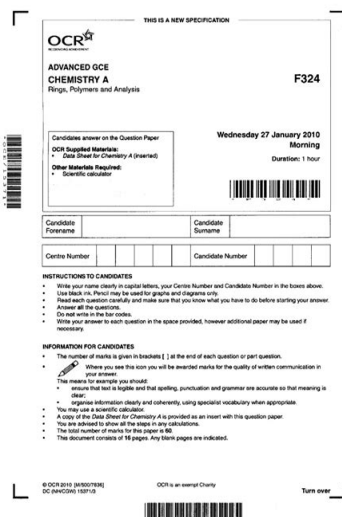 THIS IS A NEW SPECIFICATION
OCR
RECOGNISING ACHIEVEMENT
ADVANCED GCE
CHEMISTRY A
F324
Rings, Polymers and Analysis
Candidates answer on the Question Paper
OCR Supplied Materials:
• Data Sheet for Chemistry A (inserted)
Other Materials Required:
• Scientific calculator
Wednesday 27 January 2010
Morning
Duration: 1 hour
Candidate Forename
Candidate Surname
Centre Number
Candidate Number
INSTRUCTIONS TO CANDIDATES
• Write your name clearly in capital letters, your Centre Number and Candidate Number in the boxes above.
• Use black ink. Pencil may be used for graphs and diagrams only.
• Read each question carefully and make sure that you know what you have to do before starting your answer.
• Answer all the questions.
• Do not write in the bar codes.
• Write your answer to each question in the space provided, however additional paper may be used if
necessary.
INFORMATION FOR CANDIDATES
• The number of marks is given in brackets [ ] at the end of each question or part question.
• Where you see this icon you will be awarded marks for the quality of written communication in
your answer.
This means for example you should:
• ensure that text is legible and that spelling, punctuation and grammar are accurate so that meaning is
clear;
• organise information clearly and coherently, using specialist vocabulary when appropriate.
• You may use a scientific calculator.
• A copy of the Data Sheet for Chemistry A is provided as an insert with this question paper.
• You are advised to show all the steps in any calculations.
• The total number of marks for this paper is 60.
• This document consists of 16 pages. Any blank pages are indicated.
© OCR 2010 [M/500/7836]
OCR is an exempt Charity
DC (NH/CGW) 15371/3
Turn over